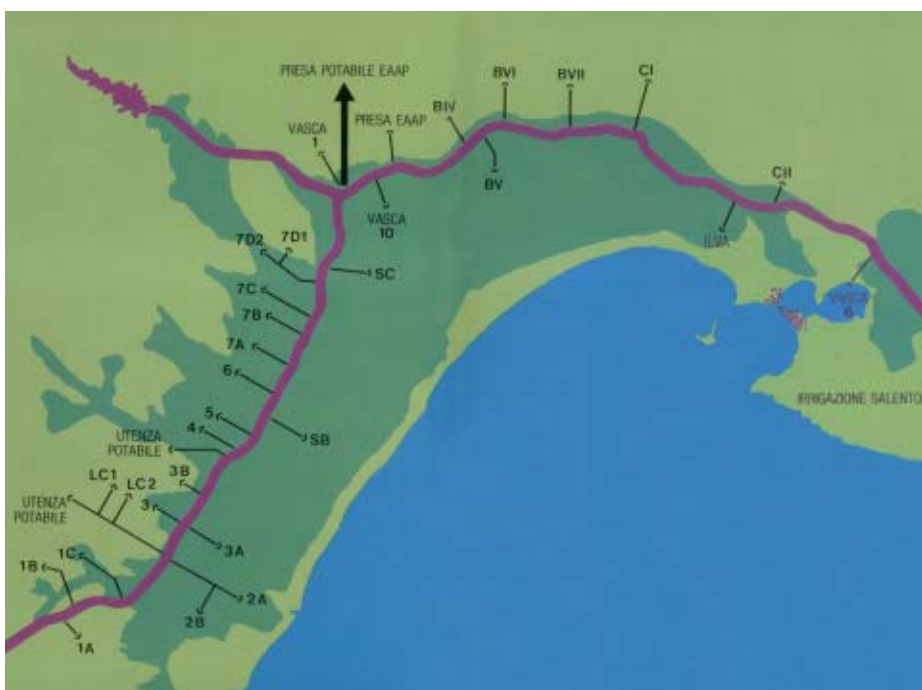 PRESA POTABILE EAAP
VASCA
1
PRESA EAAP
BIV
BVI
BVII
CI
BV
VASCA
10
CII
ILVA
7D2
7D1
SC
7C
7B
7A
6
5
4
SB
VASCA
6
IRRIGAZIONE SALENTO
UTENZA
POTABILE
3B
LC1
LC2
UTENZA
POTABILE
3
3A
1C
1B
2A
2B
1A